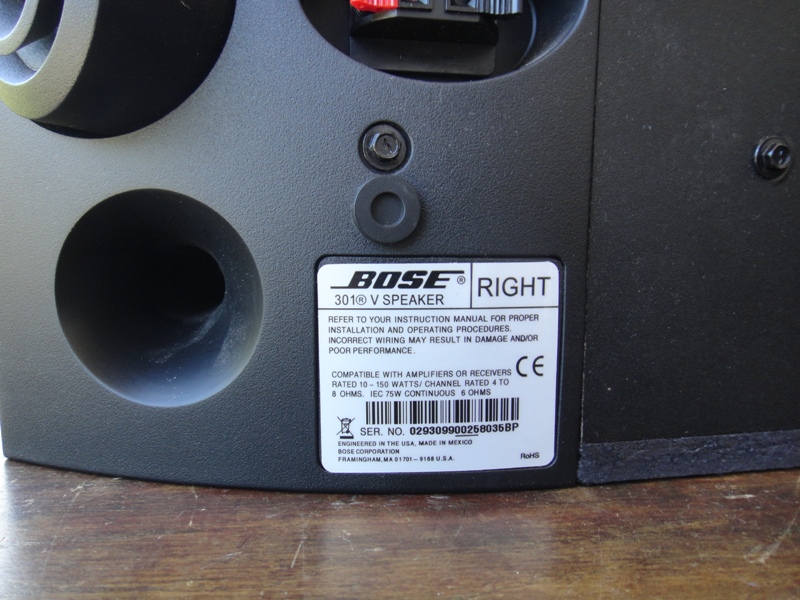 BOSE®
301® V SPEAKER
RIGHT
REFER TO YOUR INSTRUCTION MANUAL FOR PROPER
INSTALLATION AND OPERATING PROCEDURES.
INCORRECT WIRING MAY RESULT IN DAMAGE AND/OR
POOR PERFORMANCE.
CE
COMPATIBLE WITH AMPLIFIERS OR RECEIVERS
RATED 10 – 150 WATTS/ CHANNEL RATED 4 TO
8 OHMS. IEC 75W CONTINUOUS 6 OHMS
SER. NO. 029309900258035BP
ENGINEERED IN THE USA, MADE IN MEXICO
BOSE CORPORATION
FRAMINGHAM, MA 01701 – 9168 U.S.A.
RoHS